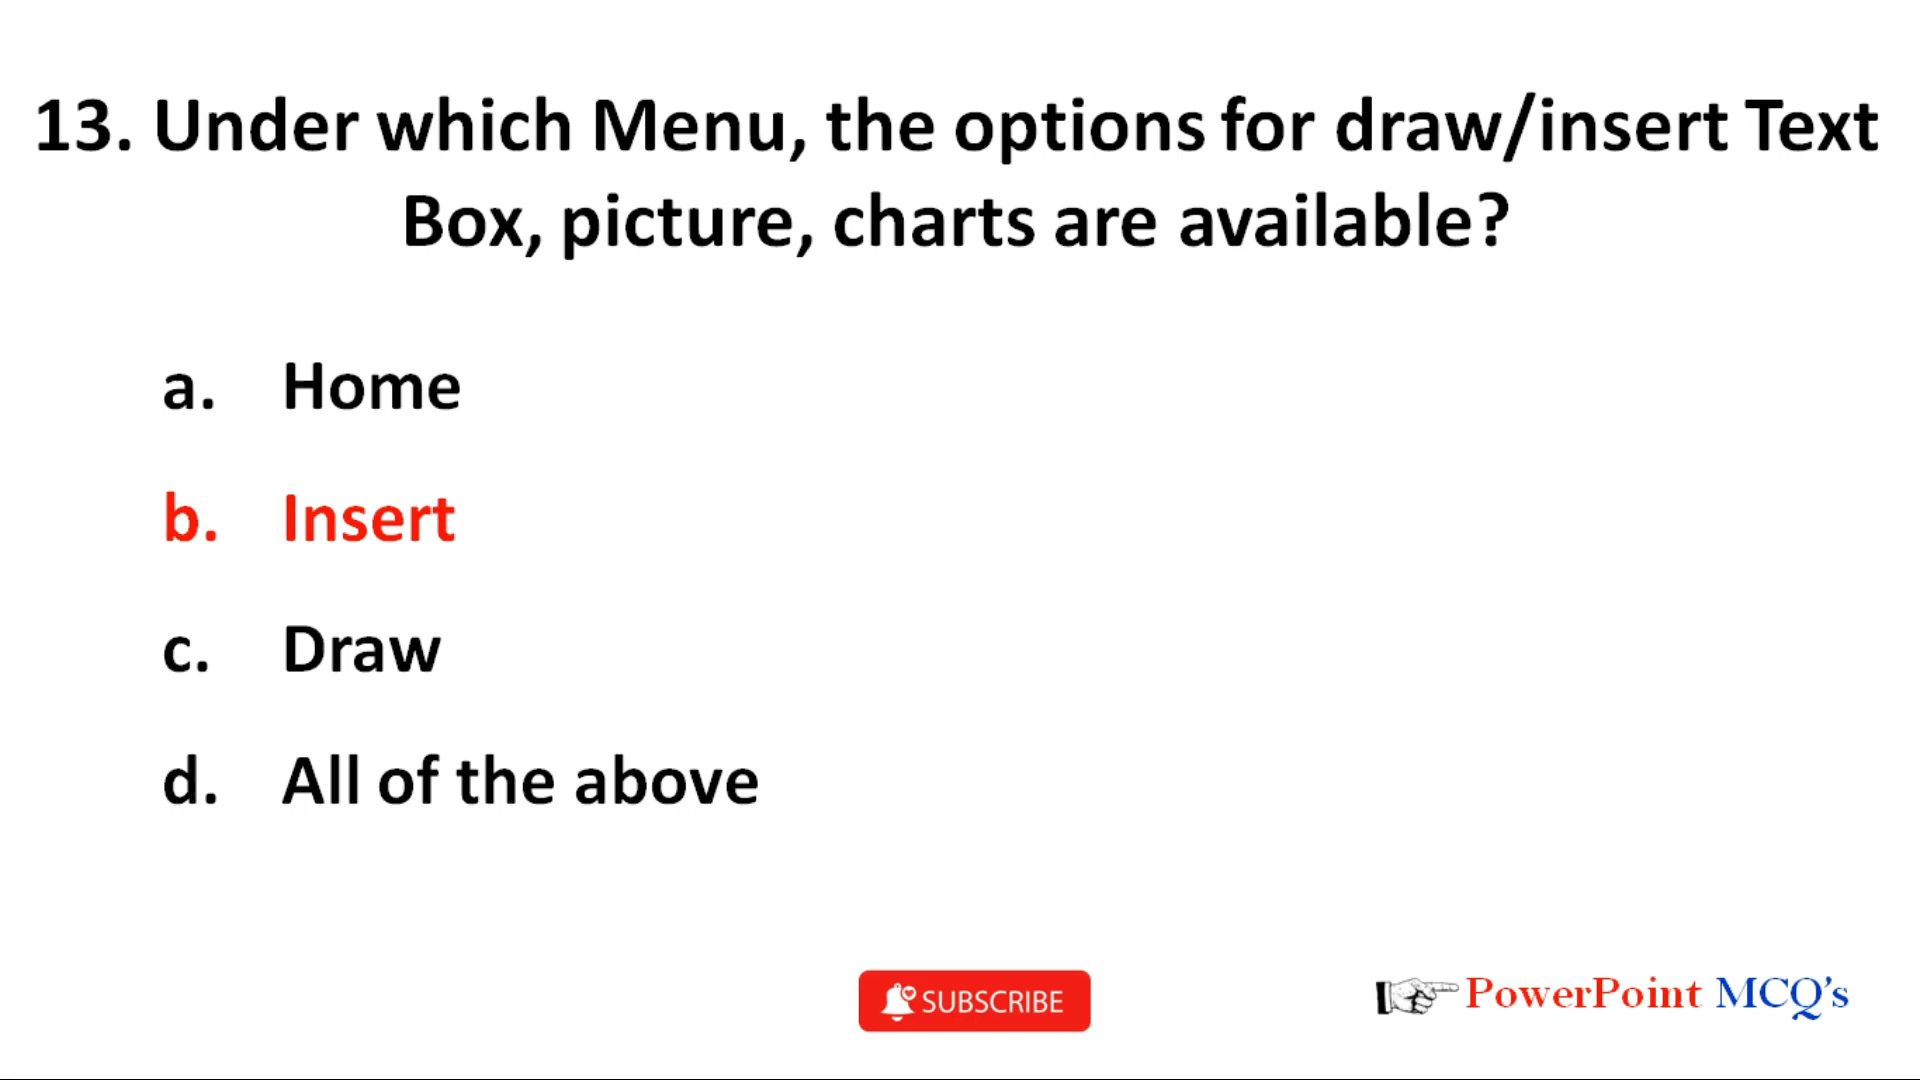 13. Under which Menu, the options for draw/insert Text
Box, picture, charts are available?
a. Home
b. Insert
c. Draw
d. All of the above
SUBSCRIBE
PowerPoint MCQ's